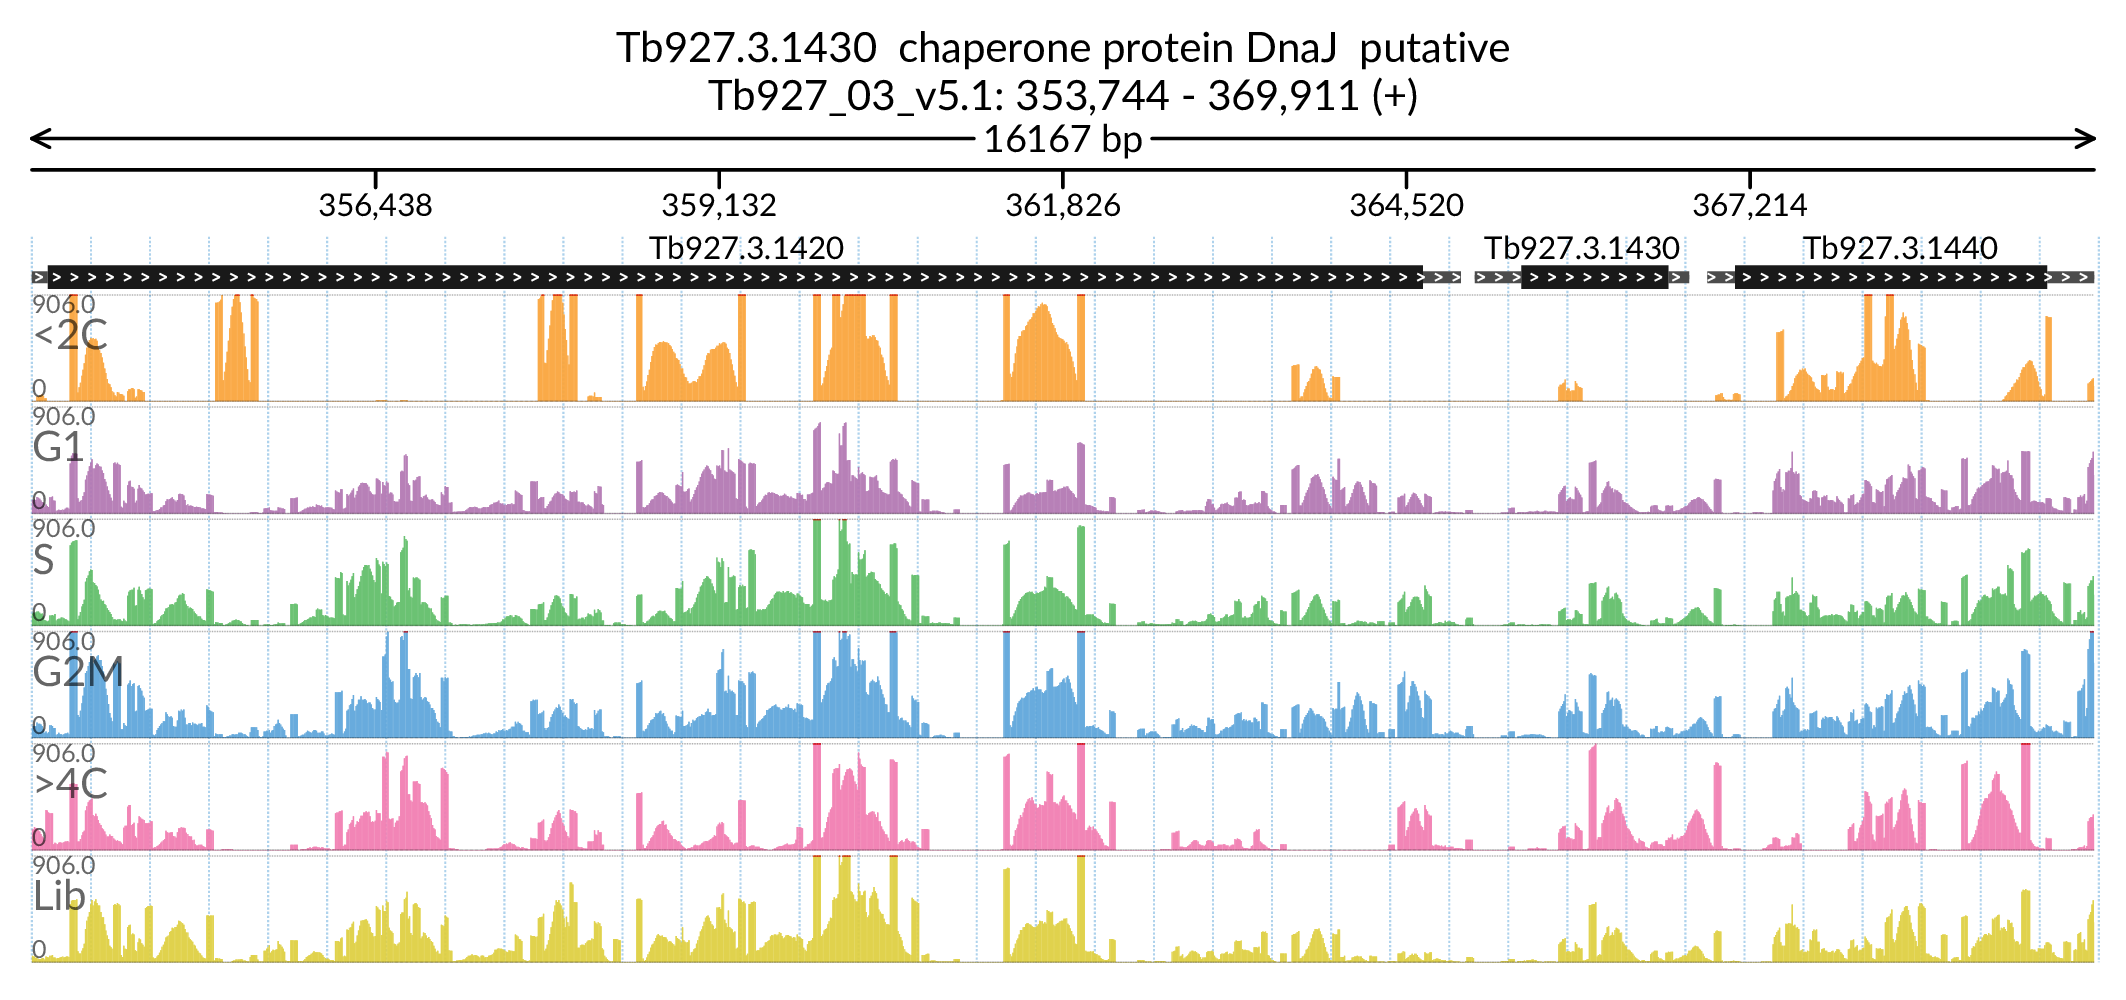 Tb927.3.1430  chaperone protein DnaJ  putative
Tb927_03_v5.1: 353,744 - 369,911 (+)
16167 bp
356,438 359,132 361,826 364,520 367,214
Tb927.3.1420 Tb927.3.1430 Tb927.3.1440
906.0
<2C
0
906.0
G1
0
906.0
S
0
906.0
G2M
0
906.0
>4C
0
906.0
Lib
0